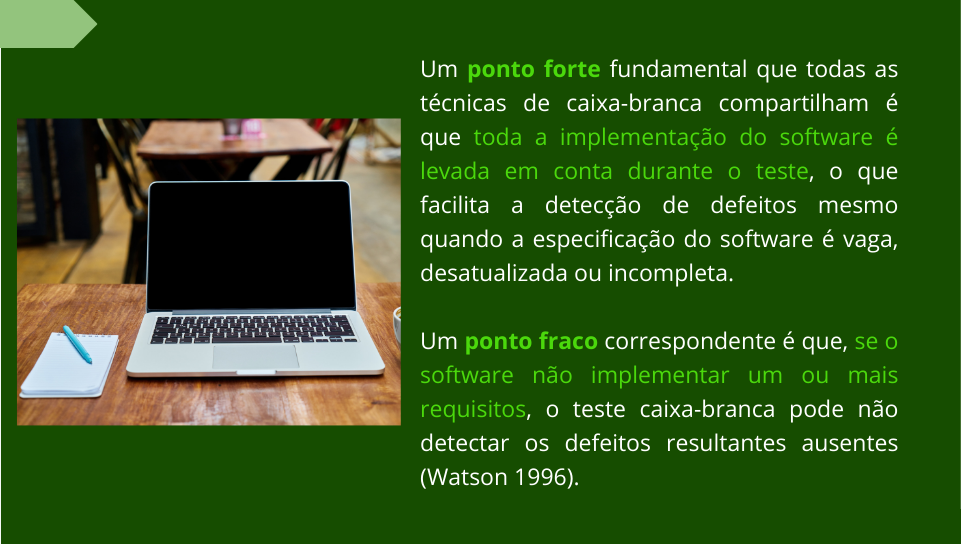 Um ponto forte fundamental que todas as
técnicas de caixa-branca compartilham é
que toda a implementação do software é
levada em conta durante o teste, o que
facilita a detecção de defeitos mesmo
quando a especificação do software é vaga,
desatualizada ou incompleta.
Um ponto fraco correspondente é que, se o
software não implementar um ou mais
requisitos, o teste caixa-branca pode não
detectar os defeitos resultantes ausentes
(Watson 1996).